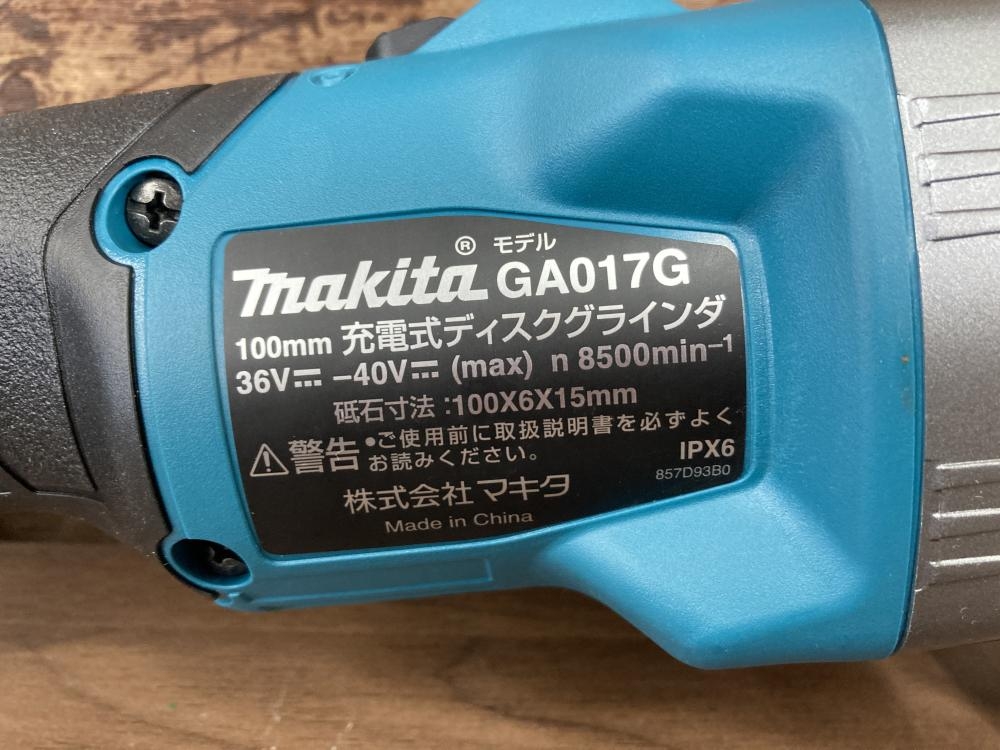 ® モデル
makita GA017G
100mm 充電式ディスクグラインダ
36V⎓ –40V⎓ (max) n 8500min⁻¹
砥石寸法 :100X6X15mm
⚠警告 •ご使用前に取扱説明書を必ずよく
お読みください。
IPX6
857D93B0
株式会社マキタ
Made in China